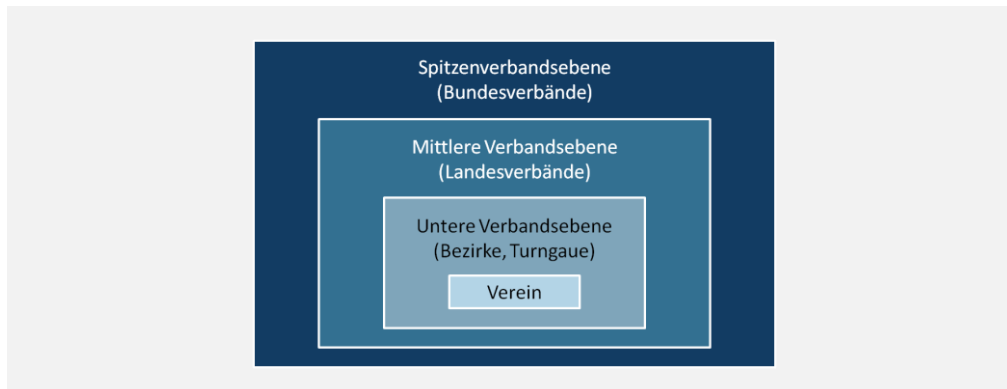 Spitzenverbandsebene
(Bundesverbände)
Mittlere Verbandsebene
(Landesverbände)
Untere Verbandsebene
(Bezirke, Turngaue)
Verein